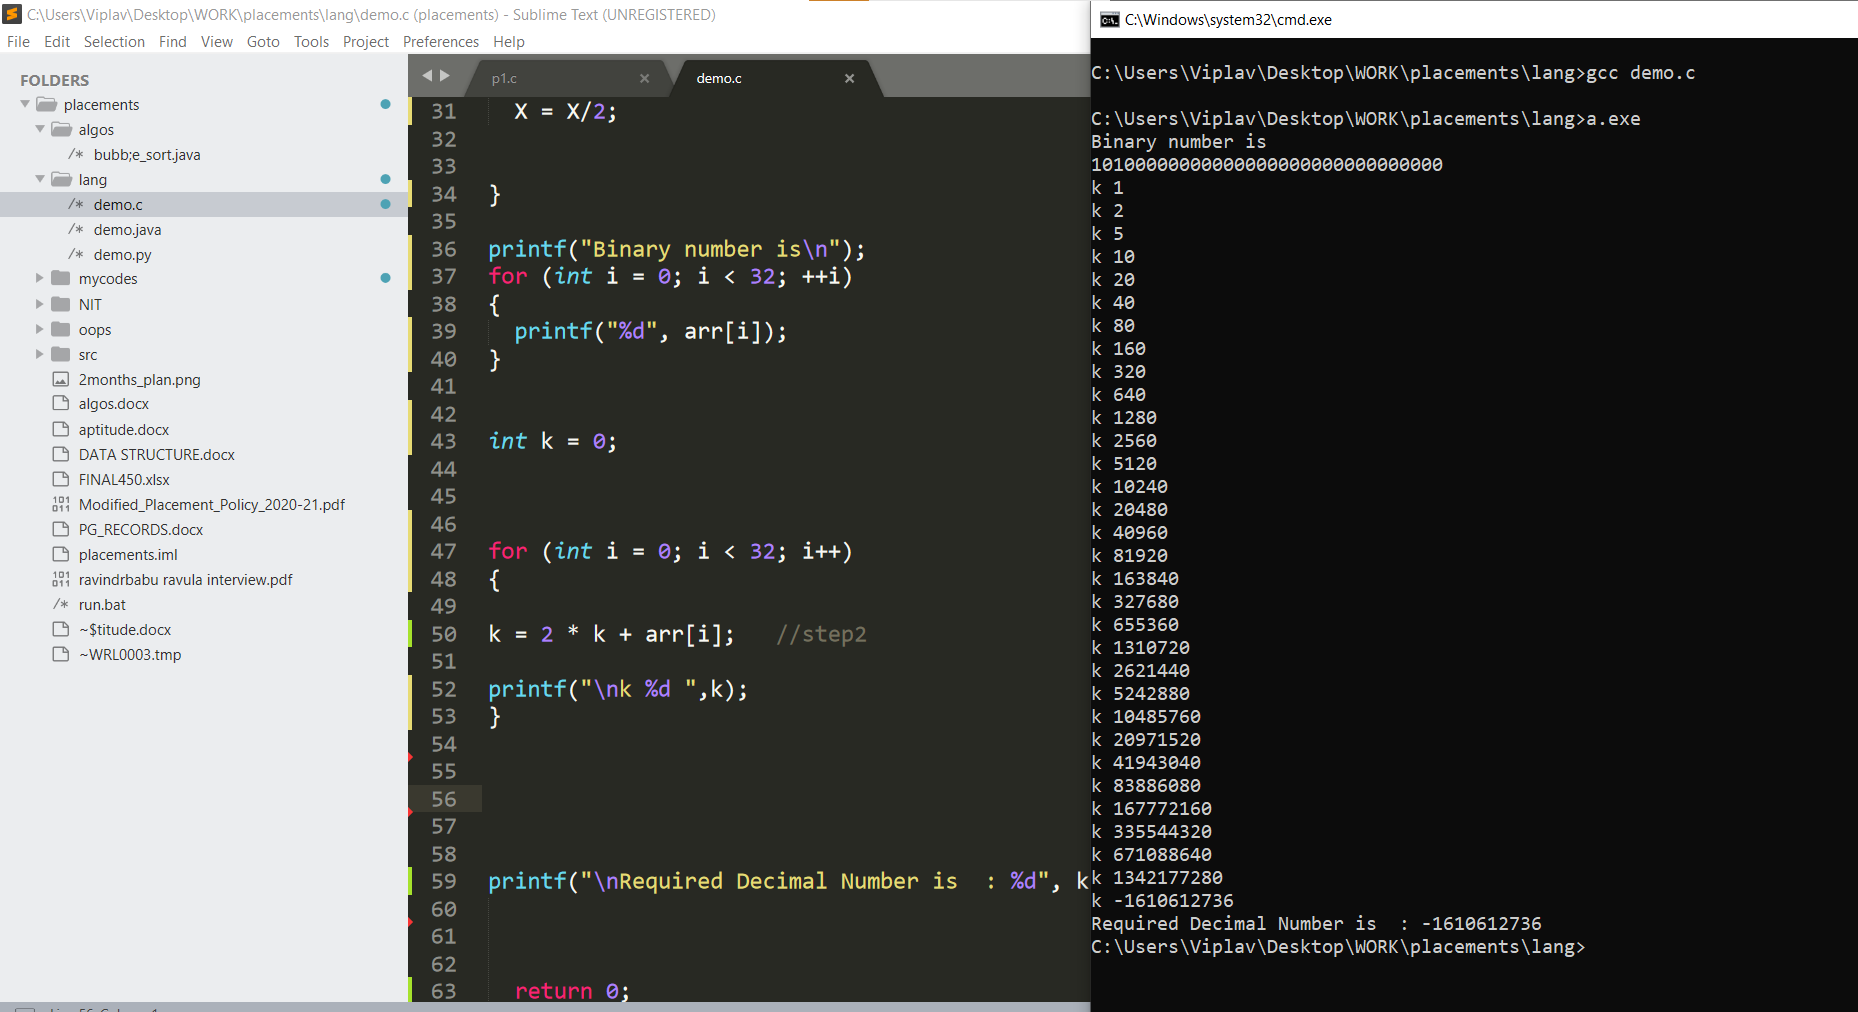 C:\Users\Viplav\Desktop\WORK\placements\lang\demo.c (placements) - Sublime Text (UNREGISTERED)
File Edit Selection Find View Goto Tools Project Preferences Help
FOLDERS
placements
algos
/* bubb;e_sort.java
lang
/* demo.c
/* demo.java
/* demo.py
mycodes
NIT
oops
src
2months_plan.png
algos.docx
aptitude.docx
DATA STRUCTURE.docx
FINAL450.xlsx
Modified_Placement_Policy_2020-21.pdf
PG_RECORDS.docx
placements.iml
ravindrbabu ravula interview.pdf
/* run.bat
~$titude.docx
~WRL0003.tmp
p1.c demo.c
31 X = X/2;
32
33
34 }
35
36 printf("Binary number is\n");
37 for (int i = 0; i < 32; ++i)
38 {
39 printf("%d", arr[i]);
40 }
41
42
43 int k = 0;
44
45
46
47 for (int i = 0; i < 32; i++)
48 {
49
50 k = 2 * k + arr[i]; //step2
51
52 printf("\nk %d ",k);
53 }
54
55
56
57
58
59 printf("\nRequired Decimal Number is : %d", k
60
61
62
63 return 0;
C:\Windows\system32\cmd.exe
C:\Users\Viplav\Desktop\WORK\placements\lang>gcc demo.c
C:\Users\Viplav\Desktop\WORK\placements\lang>a.exe
Binary number is
10100000000000000000000000000000
k 1
k 2
k 5
k 10
k 20
k 40
k 80
k 160
k 320
k 640
k 1280
k 2560
k 5120
k 10240
k 20480
k 40960
k 81920
k 163840
k 327680
k 655360
k 1310720
k 2621440
k 5242880
k 10485760
k 20971520
k 41943040
k 83886080
k 167772160
k 335544320
k 671088640
k 1342177280
k -1610612736
Required Decimal Number is : -1610612736
C:\Users\Viplav\Desktop\WORK\placements\lang>